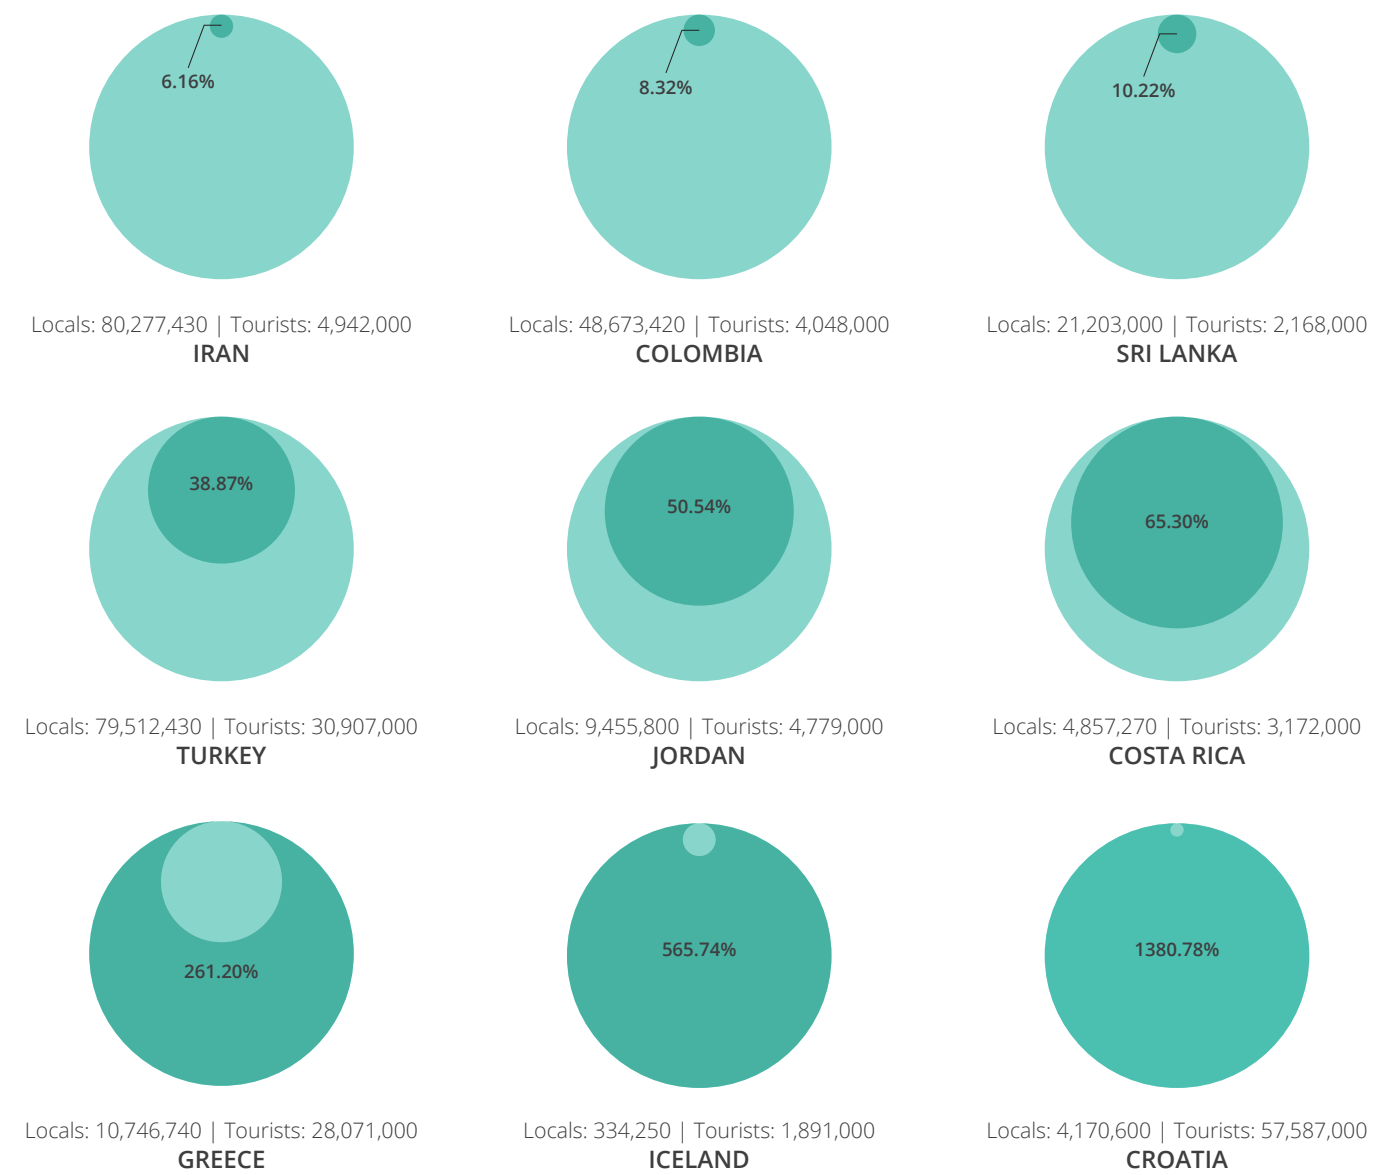 6.16%
8.32%
10.22%
Locals: 80,277,430 | Tourists: 4,942,000
IRAN
Locals: 48,673,420 | Tourists: 4,048,000
COLOMBIA
Locals: 21,203,000 | Tourists: 2,168,000
SRI LANKA
38.87%
50.54%
65.30%
Locals: 79,512,430 | Tourists: 30,907,000
TURKEY
Locals: 9,455,800 | Tourists: 4,779,000
JORDAN
Locals: 4,857,270 | Tourists: 3,172,000
COSTA RICA
261.20%
565.74%
1380.78%
Locals: 10,746,740 | Tourists: 28,071,000
GREECE
Locals: 334,250 | Tourists: 1,891,000
ICELAND
Locals: 4,170,600 | Tourists: 57,587,000
CROATIA